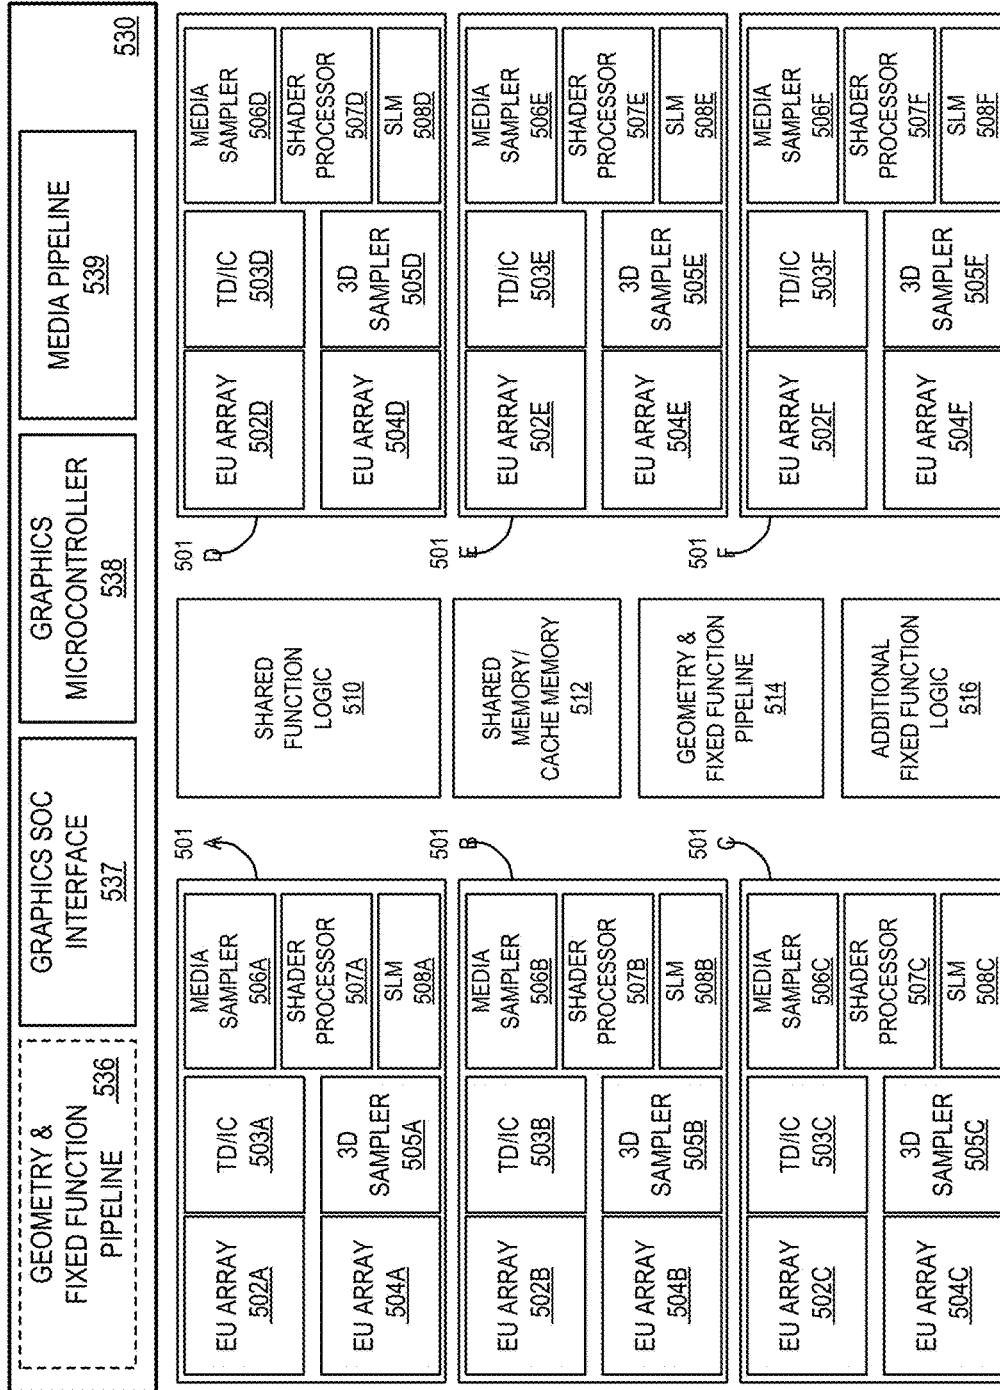 GEOMETRY &
FIXED FUNCTION
PIPELINE
536
GRAPHICS SOC
INTERFACE
537
GRAPHICS
MICROCONTROLLER
538
MEDIA PIPELINE
539
530
EU ARRAY
502A
TD/IC
503A
MEDIA
SAMPLER
506A
SHADER
PROCESSOR
507A
EU ARRAY
504A
3D
SAMPLER
505A
SLM
508A
501
A
SHARED
FUNCTION
LOGIC
510
501
D
EU ARRAY
502D
TD/IC
503D
MEDIA
SAMPLER
506D
SHADER
PROCESSOR
507D
EU ARRAY
504D
3D
SAMPLER
505D
SLM
508D
EU ARRAY
502B
TD/IC
503B
MEDIA
SAMPLER
506B
SHADER
PROCESSOR
507B
EU ARRAY
504B
3D
SAMPLER
505B
SLM
508B
501
B
SHARED
MEMORY/
CACHE MEMORY
512
501
E
EU ARRAY
502E
TD/IC
503E
MEDIA
SAMPLER
506E
SHADER
PROCESSOR
507E
EU ARRAY
504E
3D
SAMPLER
505E
SLM
508E
GEOMETRY &
FIXED FUNCTION
PIPELINE
514
EU ARRAY
502C
TD/IC
503C
MEDIA
SAMPLER
506C
SHADER
PROCESSOR
507C
EU ARRAY
504C
3D
SAMPLER
505C
SLM
508C
501
C
ADDITIONAL
FIXED FUNCTION
LOGIC
516
501
F
EU ARRAY
502F
TD/IC
503F
MEDIA
SAMPLER
506F
SHADER
PROCESSOR
507F
EU ARRAY
504F
3D
SAMPLER
505F
SLM
508F